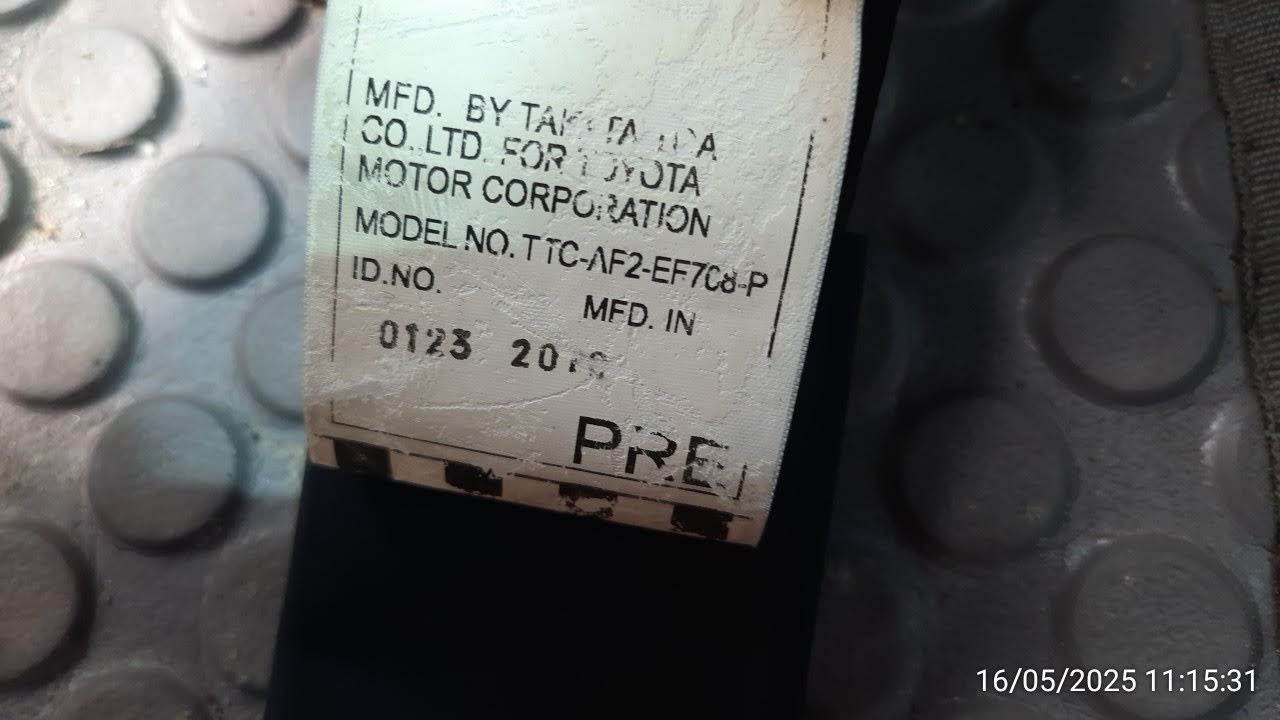 MFD. BY
CO.,LTD. FOR TOYOTA
MOTOR CORPORATION
MODEL NO. TTC-AF2-EF708-P
ID.NO.
MFD. IN
0123
PRE
16/05/2025 11:15:31